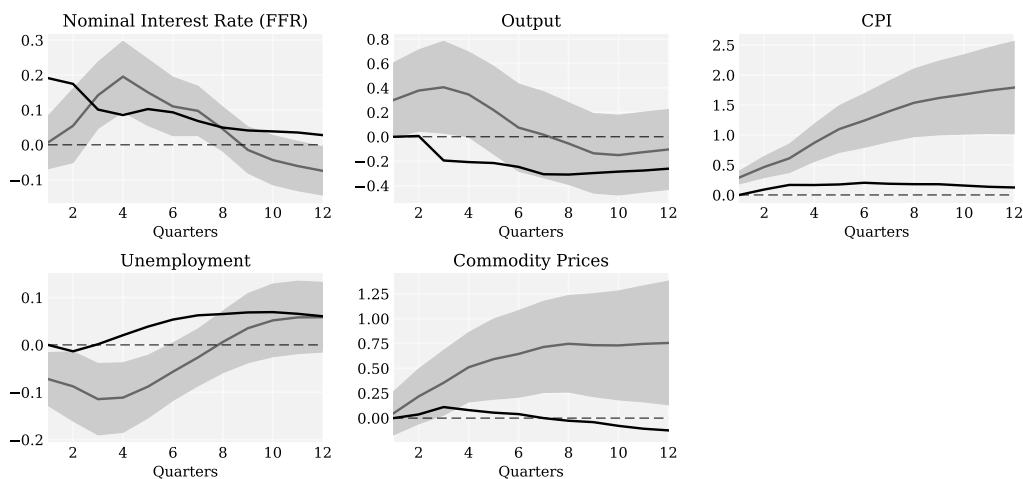 Nominal Interest Rate (FFR)
0.3
0.2
0.1
0.0
−0.1
2 4 6 8 10 12
Quarters
Output
0.8
0.6
0.4
0.2
0.0
−0.2
−0.4
2 4 6 8 10 12
Quarters
CPI
2.5
2.0
1.5
1.0
0.5
0.0
2 4 6 8 10 12
Quarters
Unemployment
0.1
0.0
−0.1
−0.2
2 4 6 8 10 12
Quarters
Commodity Prices
1.25
1.00
0.75
0.50
0.25
0.00
2 4 6 8 10 12
Quarters